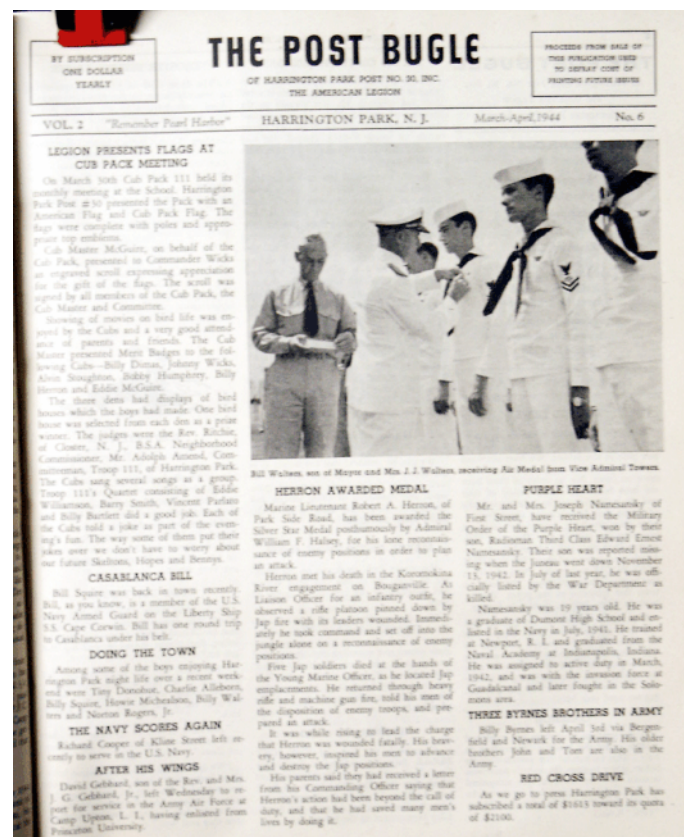 BY SUBSCRIPTION
ONE DOLLAR
YEARLY
THE POST BUGLE
OF HARRINGTON PARK POST NO. 30, INC.
THE AMERICAN LEGION
PROCEEDS FROM SALE OF
THIS PUBLICATION USED
TO DEFRAY COST OF
PRINTING FUTURE ISSUES
VOL. 2
"Remember Pearl Harbor"
HARRINGTON PARK, N. J.
March-April, 1944
No. 6
LEGION PRESENTS FLAGS AT
CUB PACK MEETING
On March 30th Cub Pack 111 held its
monthly meeting at the School. Harrington
Park Post #30 presented the Pack with an
American Flag and Cub Pack Flag. The
flags were complete with poles and appro-
priate top emblems.
Cub Master McGuire, on behalf of the
Cub Pack, presented to Commander Wicks
an engraved scroll expressing appreciation
for the gift of the flags. The scroll was
signed by all members of the Cub Pack, the
Cub Master and Committee.
Showing of movies on bird life was en-
joyed by the Cubs and a very good attend-
ance of parents and friends. The Cub
Master presented Merit Badges to the fol-
lowing Cubs—Billy Dimas, Johnny Wicks,
Alvin Stoughton, Bobby Humphrey, Billy
Herron and Eddie McGuire.
The three dens had displays of bird
houses which the boys had made. One bird
house was selected from each den as a prize
winner. The judges were the Rev. Ritchie,
of Closter, N. J., B.S.A. Neighborhood
Commissioner, Mr. Adolph Amend, Com-
mitteeman, Troop 111, of Harrington Park.
The Cubs sang several songs as a group.
Troop 111's Quartet consisting of Eddie
Williamson, Barry Smith, Vincent Parlato
and Billy Bartlett did a good job. Each of
the Cubs told a joke as part of the even-
ing's fun. The way some of them put their
jokes over we don't have to worry about
our future Skeltons, Hopes and Bennys.
CASABLANCA BILL
Bill Squire was back in town recently.
Bill, as you know, is a member of the U.S.
Navy Armed Guard on the Liberty Ship
S.S. Cape Corwin. Bill has one round trip
to Casablanca under his belt.
DOING THE TOWN
Among some of the boys enjoying Har-
rington Park night life over a recent week-
end were Tiny Donohue, Charlie Alleborn,
Billy Squire, Howie Michealson, Billy Wal-
ters and Norton Rogers, Jr.
THE NAVY SCORES AGAIN
Richard Cooper of Kline Street left re-
cently to serve in the U.S. Navy.
AFTER HIS WINGS
David Gebhard, son of the Rev. and Mrs.
J. G. Gebhard, Jr., left Wednesday to re-
port for service in the Army Air Force at
Camp Upton, L. I., having enlisted from
Princeton University.
Bill Walters, son of Mayor and Mrs. J. J. Walters, receiving Air Medal from Vice Admiral Towers.
HERRON AWARDED MEDAL
Marine Lieutenant Robert A. Herron, of
Park Side Road, has been awarded the
Silver Star Medal posthumously by Admiral
William F. Halsey, for his lone reconnais-
sance of enemy positions in order to plan
an attack.
Herron met his death in the Koromokina
River engagement on Bougainville. As
Liaison Officer for an infantry outfit, he
observed a rifle platoon pinned down by
Jap fire with its leaders wounded. Immedi-
ately he took command and set off into the
jungle alone on a reconnaissance of enemy
positions.
Five Jap soldiers died at the hands of
the Young Marine Officer, as he located Jap
emplacments. He returned through heavy
rifle and machine gun fire, told his men of
the disposition of enemy troops, and pre-
pared an attack.
It was while rising to lead the charge
that Herron was wounded fatally. His brav-
ery, however, inspired his men to advance
and destroy the Jap positions.
His parents said they had received a letter
from his Commanding Officer saying that
Herron's action had been beyond the call of
duty, and that he had saved many men's
lives by doing it.
PURPLE HEART
Mr. and Mrs. Joseph Namesansky of
First Street have received the Military
Order of the Purple Heart, won by their
son, Radioman Third Class Edward Ernest
Namesansky. Their son was reported miss-
ing when the Juneau went down November
15, 1942. In July of last year, he was offi-
cially listed by the War Department as
killed.
Namesansky was 19 years old. He was
a graduate of Dumont High School and en-
listed in the Navy in July, 1941. He trained
at Newport, R. I. and graduated from the
Naval Academy at Indianapolis, Indiana.
He was assigned to active duty in March,
1942, and was with the invasion force at
Guadalcanal and later fought in the Solo-
mons area.
THREE BYRNES BROTHERS IN ARMY
Billy Byrnes left April 3rd via Bergen-
field and Newark for the Army. His older
brothers John and Tom are also in the
Army.
RED CROSS DRIVE
As we go to press Harrington Park has
subscribed a total of $1615 toward its quota
of $2100.